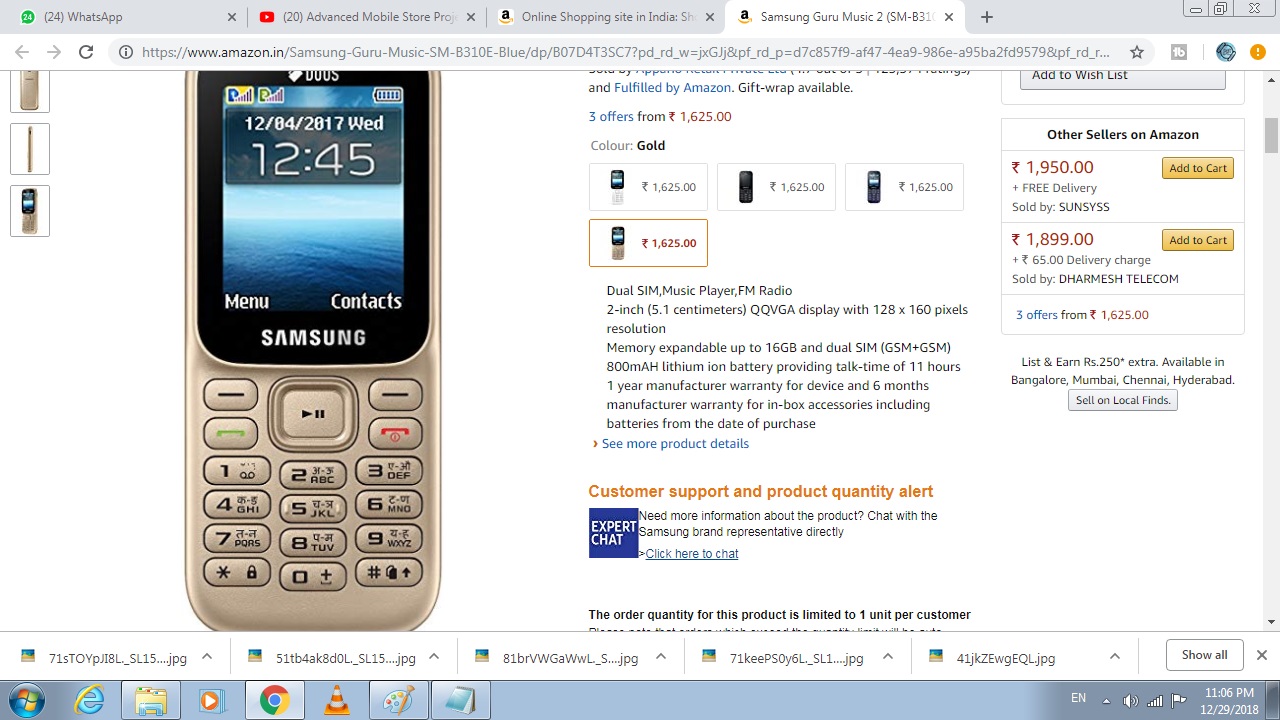 (24) WhatsApp
(20) Advanced Mobile Store Proj
Online Shopping site in India: Sh
Samsung Guru Music 2 (SM-B310
https://www.amazon.in/Samsung-Guru-Music-SM-B310E-Blue/dp/B07D4T3SC7?pd_rd_w=jxGJj&pf_rd_p=d7c857f9-af47-4ea9-986e-a95ba2fd9579&pf_rd_r...
DUOS
12/04/2017 Wed
12:45
Menu Contacts
SAMSUNG
1
2 अ-ऊ ABC
3 ए-औ DEF
4 क-ङ GHI
5 च-ञ JKL
6 ट-ण MNO
7 त-न PQRS
8 प-म TUV
9 य-ह WXYZ
*
0 +
#
and Fulfilled by Amazon. Gift-wrap available.
3 offers from ₹ 1,625.00
Colour: Gold
₹ 1,625.00
₹ 1,625.00
₹ 1,625.00
₹ 1,625.00
Dual SIM,Music Player,FM Radio
2-inch (5.1 centimeters) QQVGA display with 128 x 160 pixels
resolution
Memory expandable up to 16GB and dual SIM (GSM+GSM)
800mAH lithium ion battery providing talk-time of 11 hours
1 year manufacturer warranty for device and 6 months
manufacturer warranty for in-box accessories including
batteries from the date of purchase
› See more product details
Customer support and product quantity alert
EXPERT
CHAT
Need more information about the product? Chat with the
Samsung brand representative directly
>Click here to chat
The order quantity for this product is limited to 1 unit per customer
Add to Wish List
Other Sellers on Amazon
₹ 1,950.00 Add to Cart
+ FREE Delivery
Sold by: SUNSYSS
₹ 1,899.00 Add to Cart
+ ₹ 65.00 Delivery charge
Sold by: DHARMESH TELECOM
3 offers from ₹ 1,625.00
List & Earn Rs.250* extra. Available in
Bangalore, Mumbai, Chennai, Hyderabad.
Sell on Local Finds.
71sTOYpJI8L._SL15....jpg
51tb4ak8d0L._SL15....jpg
81brVWGaWwL._S....jpg
71keePS0y6L._SL1....jpg
41jkZEwgEQL.jpg
Show all
EN
11:06 PM
12/29/2018